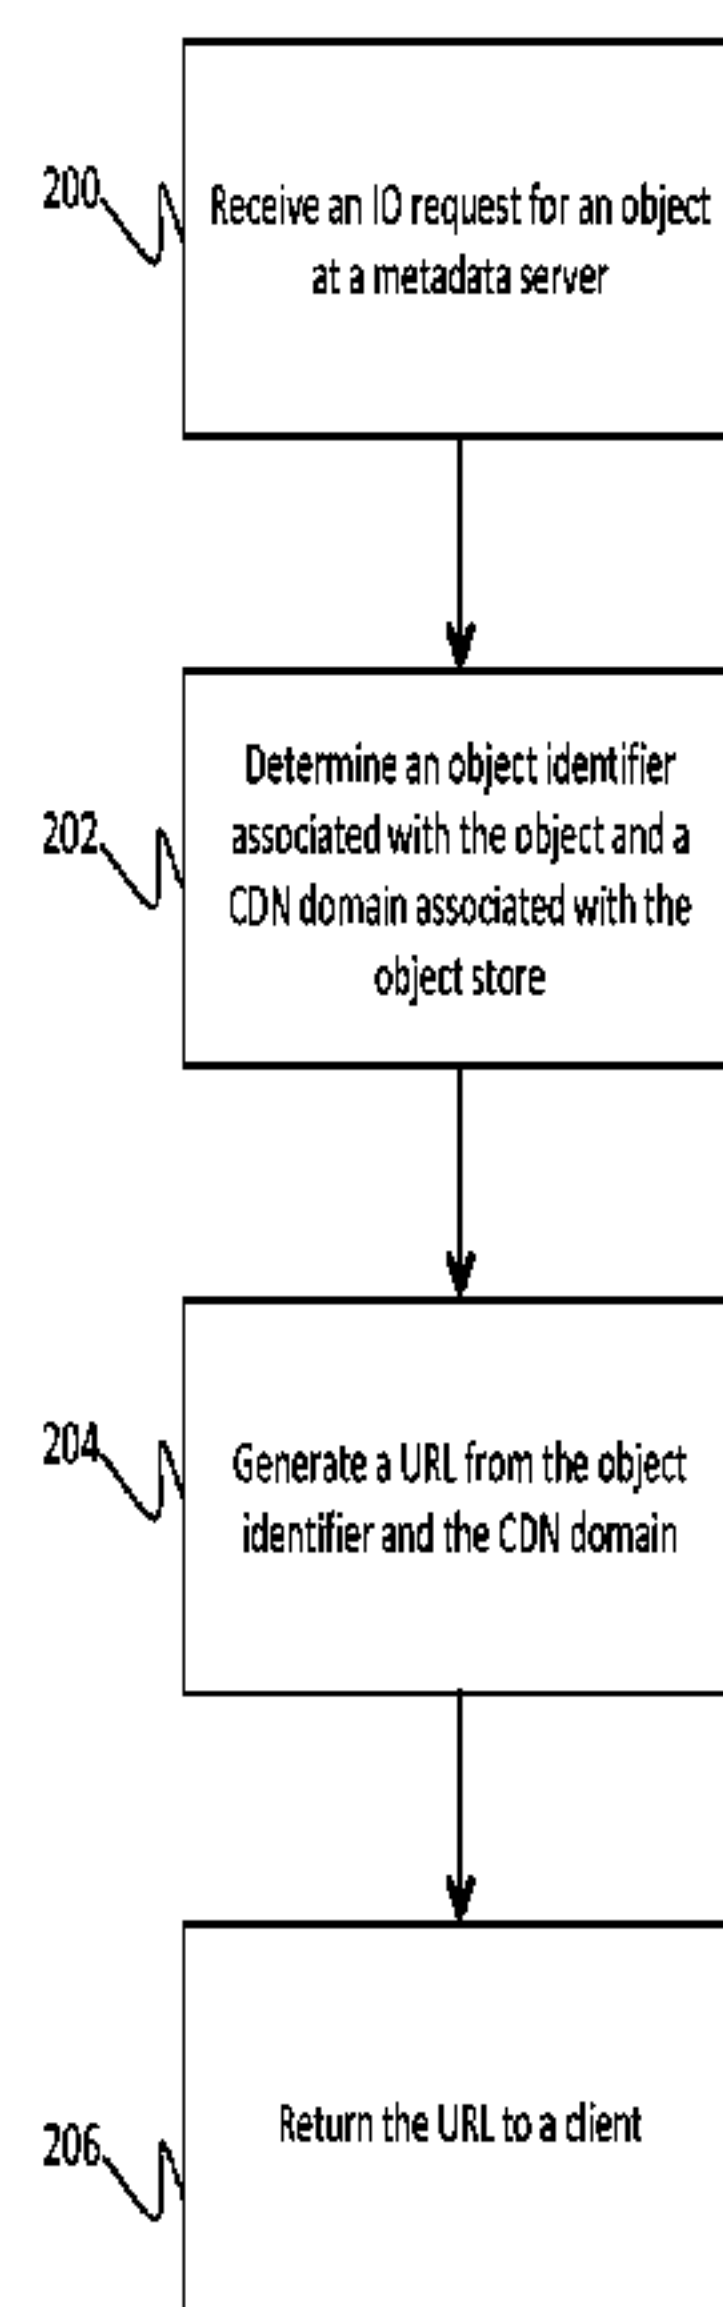 200
Receive an IO request for an object
at a metadata server
202
Determine an object identifier
associated with the object and a
CDN domain associated with the
object store
204
Generate a URL from the object
identifier and the CDN domain
206
Return the URL to a client